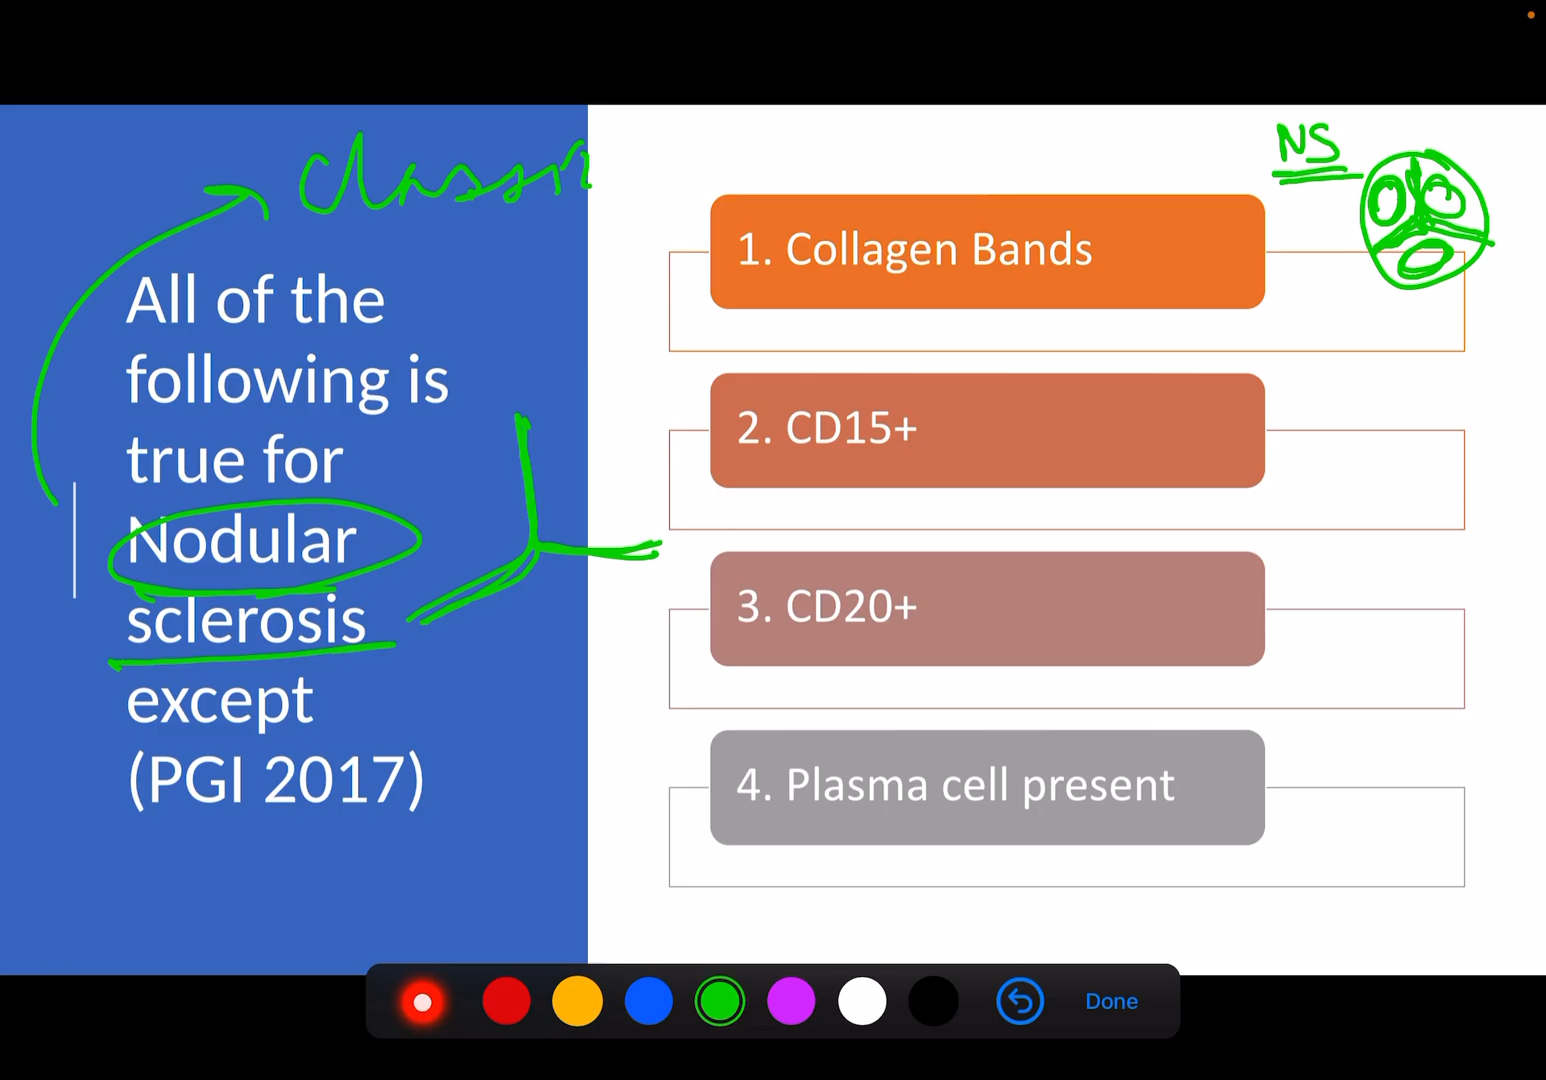 Classi
All of the
following is
true for
Nodular
sclerosis
except
(PGI 2017)
NS
1. Collagen Bands
2. CD15+
3. CD20+
4. Plasma cell present
Done